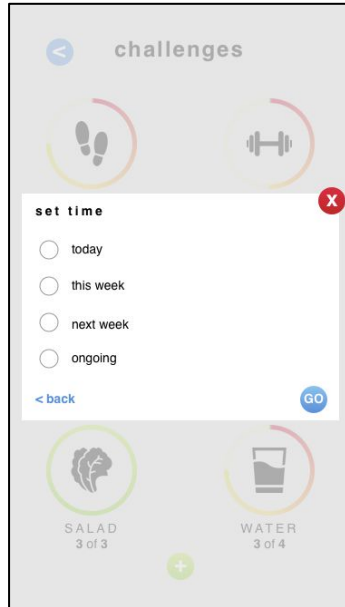 < challenges
X
set time
today
this week
next week
ongoing
< back GO
SALAD WATER
3 of 3 3 of 4
+